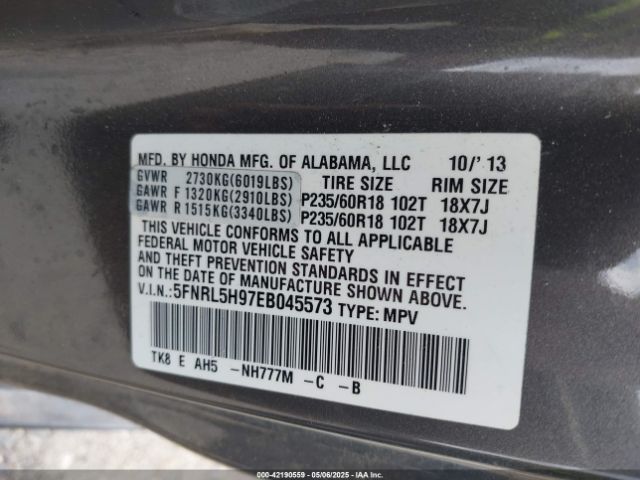 MFD. BY HONDA MFG. OF ALABAMA, LLC 10/'13
GVWR 2730KG(6019LBS) TIRE SIZE RIM SIZE
GAWR F 1320KG(2910LBS) P235/60R18 102T 18X7J
GAWR R 1515KG(3340LBS) P235/60R18 102T 18X7J
THIS VEHICLE CONFORMS TO ALL APPLICABLE
FEDERAL MOTOR VEHICLE SAFETY
AND THEFT PREVENTION STANDARDS IN EFFECT
ON THE DATE OF MANUFACTURE SHOWN ABOVE.
V.I.N.:5FNRL5H97EB045573 TYPE: MPV
TK8 E AH5 -NH777M -C -B
000-42190559 - 05/06/2025 - IAA Inc.